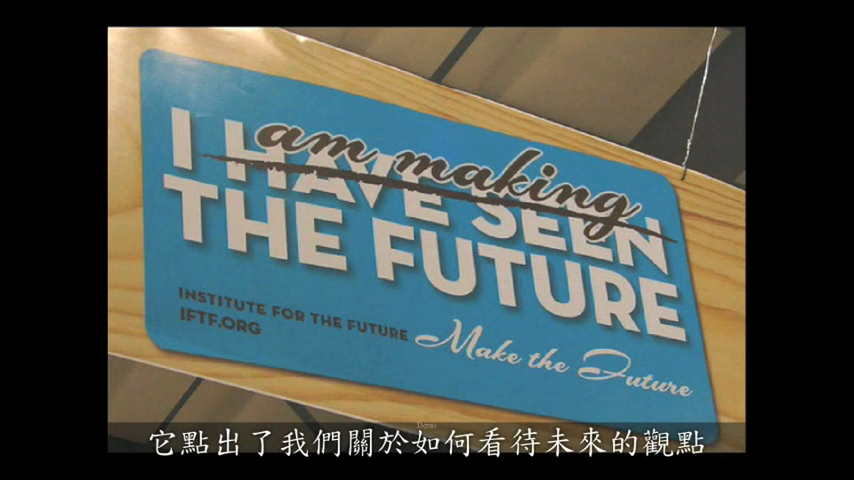 am making
I HAVE SEEN
THE FUTURE
INSTITUTE FOR THE FUTURE
IFTF.ORG
Make the Future
Demo
它點出了我們關於如何看待未來的觀點